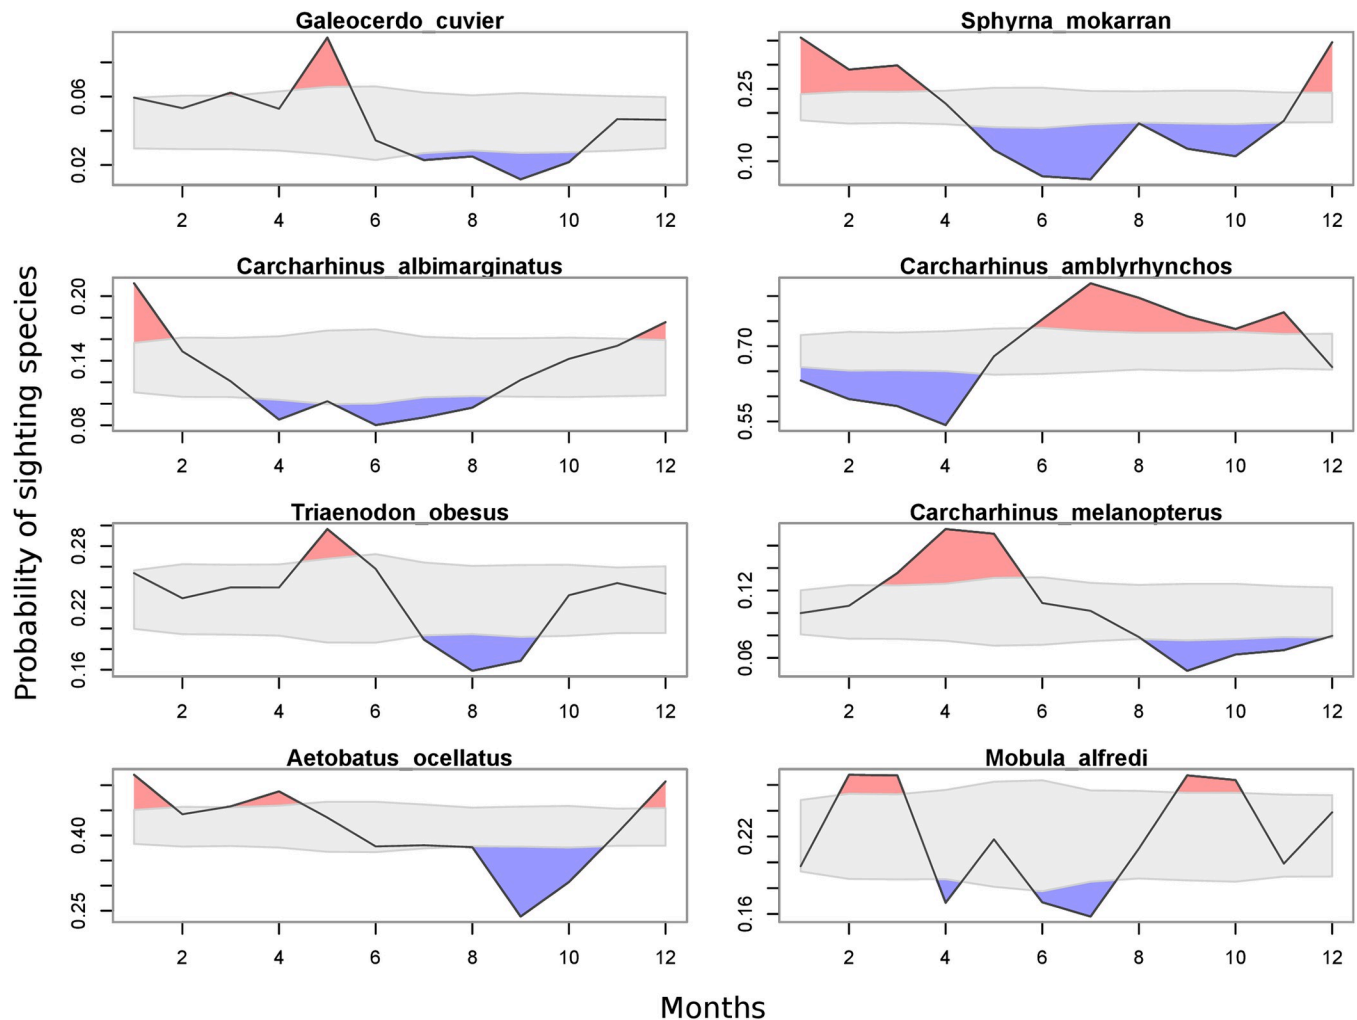 Galeocerdo_cuvier
0.02 0.06
2 4 6 8 10 12
Sphyrna_mokarran
0.10 0.25
2 4 6 8 10 12
Carcharhinus_albimarginatus
0.08 0.14 0.20
2 4 6 8 10 12
Carcharhinus_amblyrhynchos
0.55 0.70
2 4 6 8 10 12
Triaenodon_obesus
0.16 0.22 0.28
2 4 6 8 10 12
Carcharhinus_melanopterus
0.06 0.12
2 4 6 8 10 12
Aetobatus_ocellatus
0.25 0.40
2 4 6 8 10 12
Mobula_alfredi
0.16 0.22
2 4 6 8 10 12
Probability of sighting species
Months